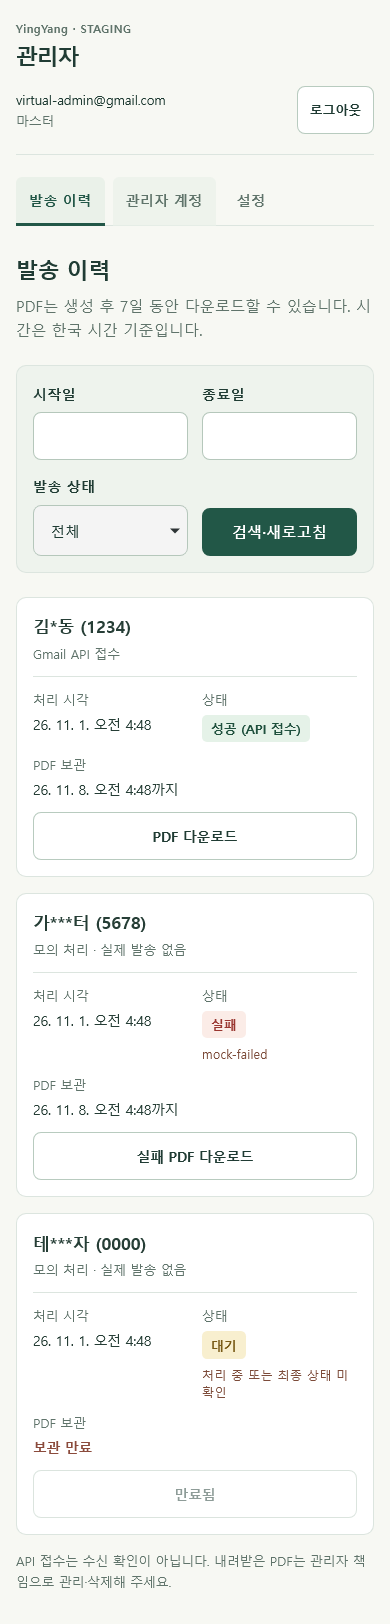 YingYang · STAGING
관리자
virtual-admin@gmail.com
마스터
로그아웃
발송 이력
관리자 계정
설정
발송 이력
PDF는 생성 후 7일 동안 다운로드할 수 있습니다. 시
간은 한국 시간 기준입니다.
시작일
종료일
발송 상태
전체
검색·새로고침
김*동 (1234)
Gmail API 접수
처리 시각
상태
26. 11. 1. 오전 4:48
성공 (API 접수)
PDF 보관
26. 11. 8. 오전 4:48까지
PDF 다운로드
가***터 (5678)
모의 처리 · 실제 발송 없음
처리 시각
상태
26. 11. 1. 오전 4:48
실패
mock-failed
PDF 보관
26. 11. 8. 오전 4:48까지
실패 PDF 다운로드
테***자 (0000)
모의 처리 · 실제 발송 없음
처리 시각
상태
26. 11. 1. 오전 4:48
대기
처리 중 또는 최종 상태 미
확인
PDF 보관
보관 만료
만료됨
API 접수는 수신 확인이 아닙니다. 내려받은 PDF는 관리자 책
임으로 관리·삭제해 주세요.